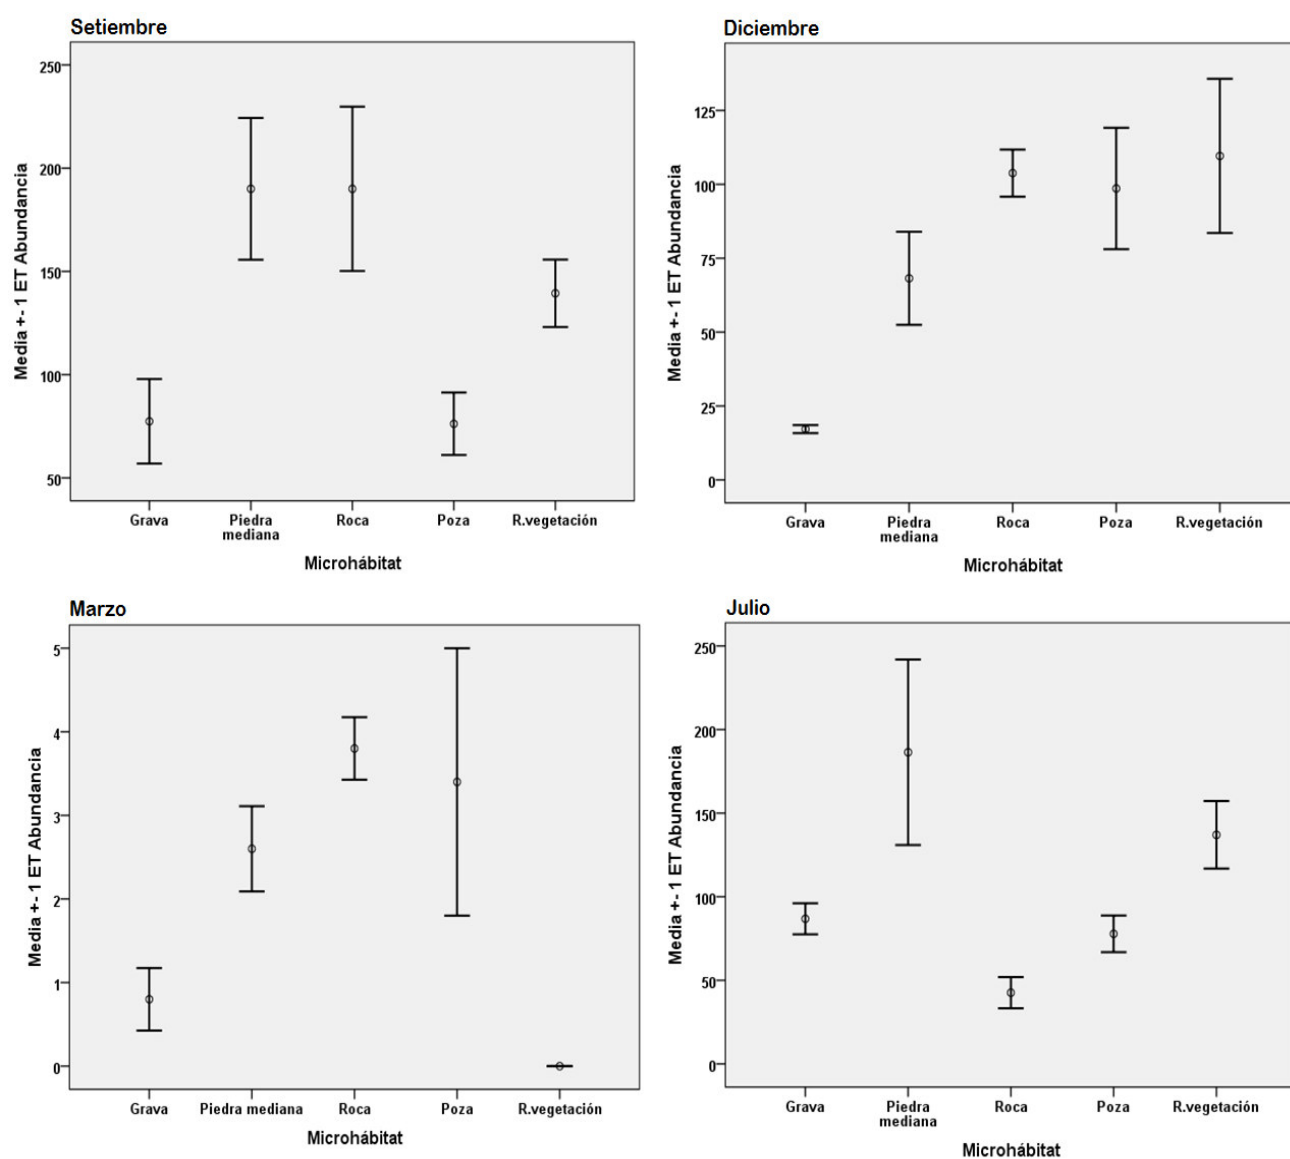 Setiembre
Media +- 1 ET Abundancia
250
200
150
100
50
Grava
Piedra
mediana
Roca
Poza
R.vegetación
Microhábitat
Diciembre
Media +- 1 ET Abundancia
125
100
75
50
25
0
Grava
Piedra
mediana
Roca
Poza
R.vegetación
Microhábitat
Marzo
Media +- 1 ET Abundancia
5
4
3
2
1
0
Grava
Piedra mediana
Roca
Poza
R.vegetación
Microhábitat
Julio
Media +- 1 ET Abundancia
250
200
150
100
50
0
Grava
Piedra
mediana
Roca
Poza
R.vegetación
Microhábitat